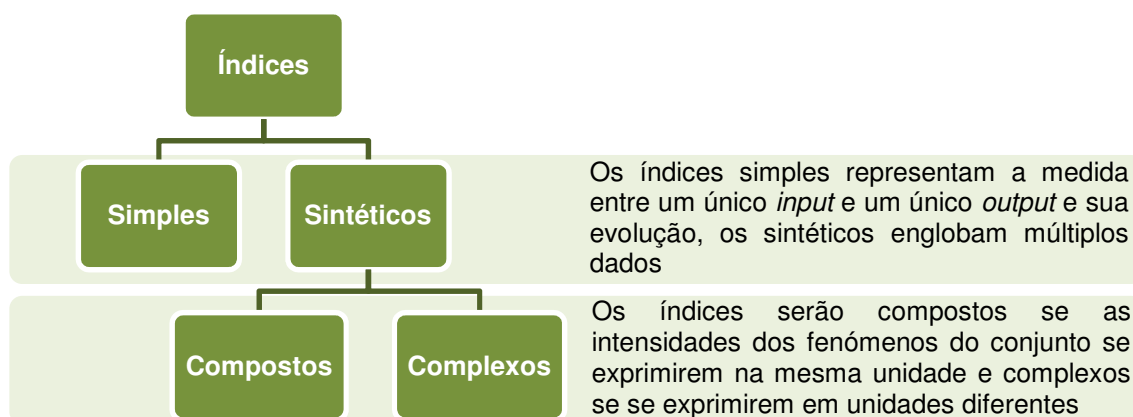 Índices
Simples
Sintéticos
Os índices simples representam a medida
entre um único input e um único output e sua
evolução, os sintéticos englobam múltiplos
dados
Compostos
Complexos
Os índices serão compostos se as
intensidades dos fenómenos do conjunto se
exprimirem na mesma unidade e complexos
se se exprimirem em unidades diferentes